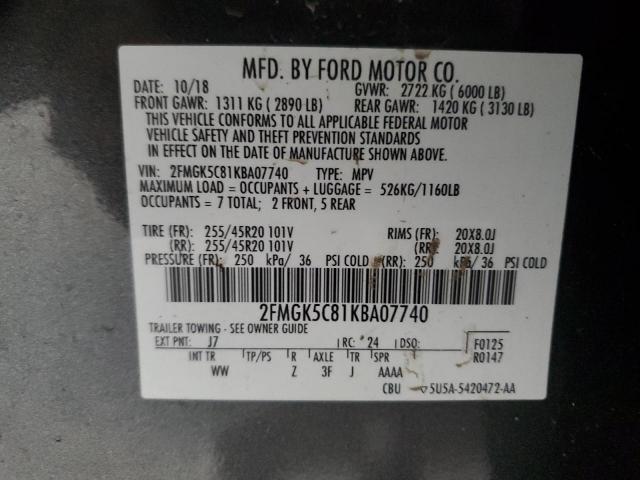 MFD. BY FORD MOTOR CO.
DATE: 10/18 GVWR: 2722 KG ( 6000 LB)
FRONT GAWR: 1311 KG ( 2890 LB) REAR GAWR: 1420 KG ( 3130 LB)
THIS VEHICLE CONFORMS TO ALL APPLICABLE FEDERAL MOTOR
VEHICLE SAFETY AND THEFT PREVENTION STANDARDS
IN EFFECT ON THE DATE OF MANUFACTURE SHOWN ABOVE.
VIN: 2FMGK5C81KBA07740 TYPE: MPV
MAXIMUM LOAD = OCCUPANTS + LUGGAGE = 526KG/1160LB
OCCUPANTS = 7 TOTAL; 2 FRONT, 5 REAR
TIRE (FR): 255/45R20 101V RIMS (FR): 20X8.0J
(RR): 255/45R20 101V (RR): 20X8.0J
PRESSURE (FR): 250 kPa/ 36 PSI COLD (RR): 250 kPa/ 36 PSI COLD
2FMGK5C81KBA07740
TRAILER TOWING - SEE OWNER GUIDE
EXT PNT: J7 RC: 24 DSO: F0125
INT TR TP/PS R AXLE TR SPR R0147
WW Z 3F J AAAA
CBU ▽5U5A-5420472-AA